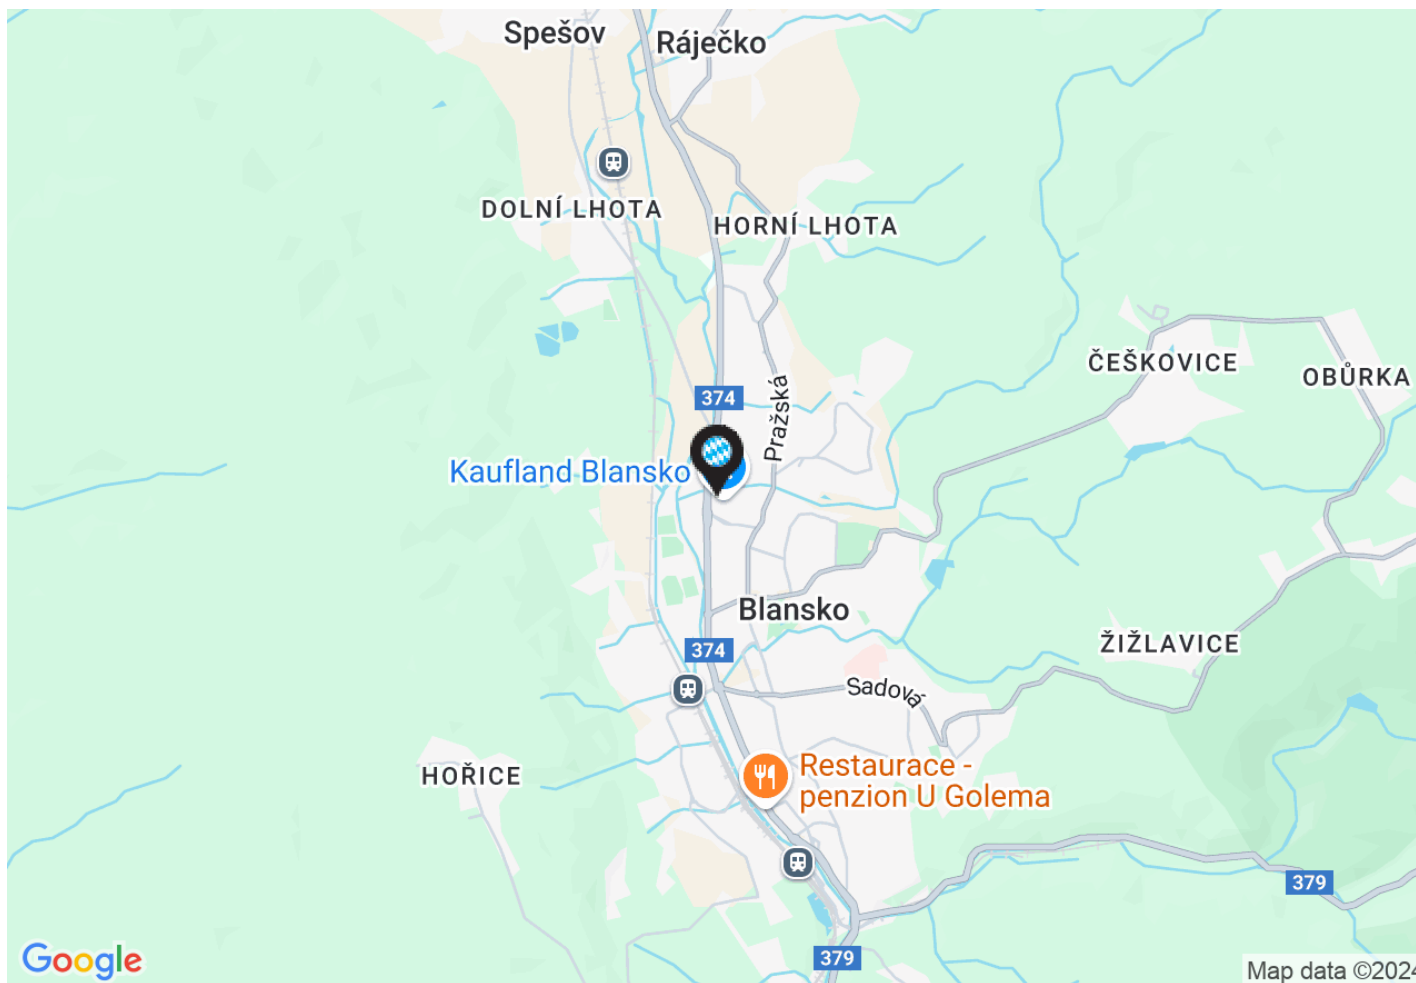 Spešov
Ráječko
DOLNÍ LHOTA
HORNÍ LHOTA
ČEŠKOVICE
OBŮRKA
374
Pražská
Kaufland Blansko
Blansko
ŽIŽLAVICE
374
Sadová
HOŘICE
Restaurace -
penzion U Golema
379
379
Google
Map data ©2024